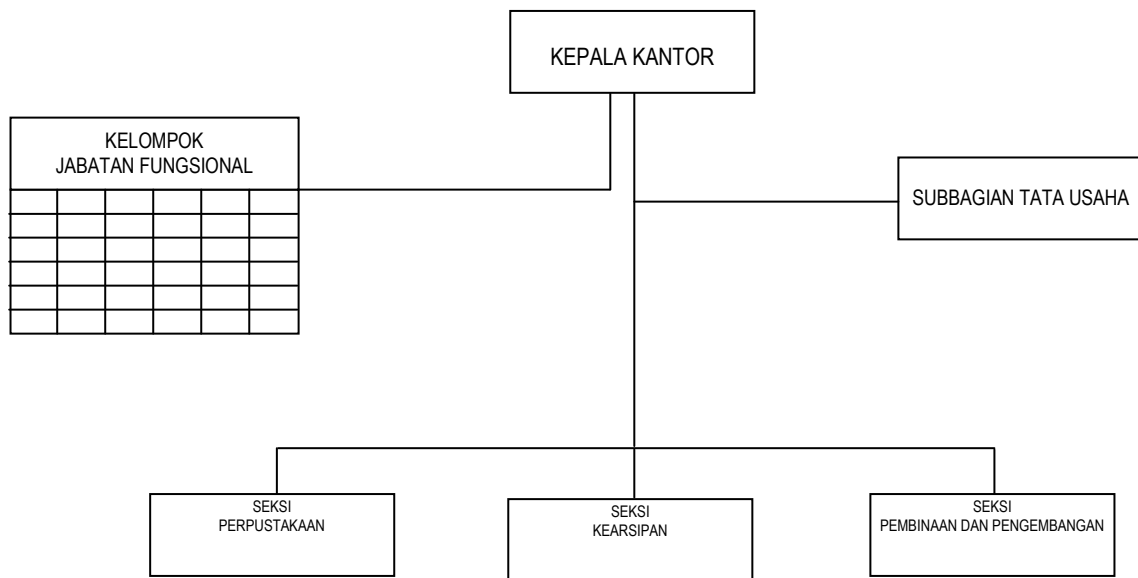 KEPALA KANTOR
KELOMPOK
JABATAN FUNGSIONAL
SUBBAGIAN TATA USAHA
SEKSI
PERPUSTAKAAN
SEKSI
KEARSIPAN
SEKSI
PEMBINAAN DAN PENGEMBANGAN